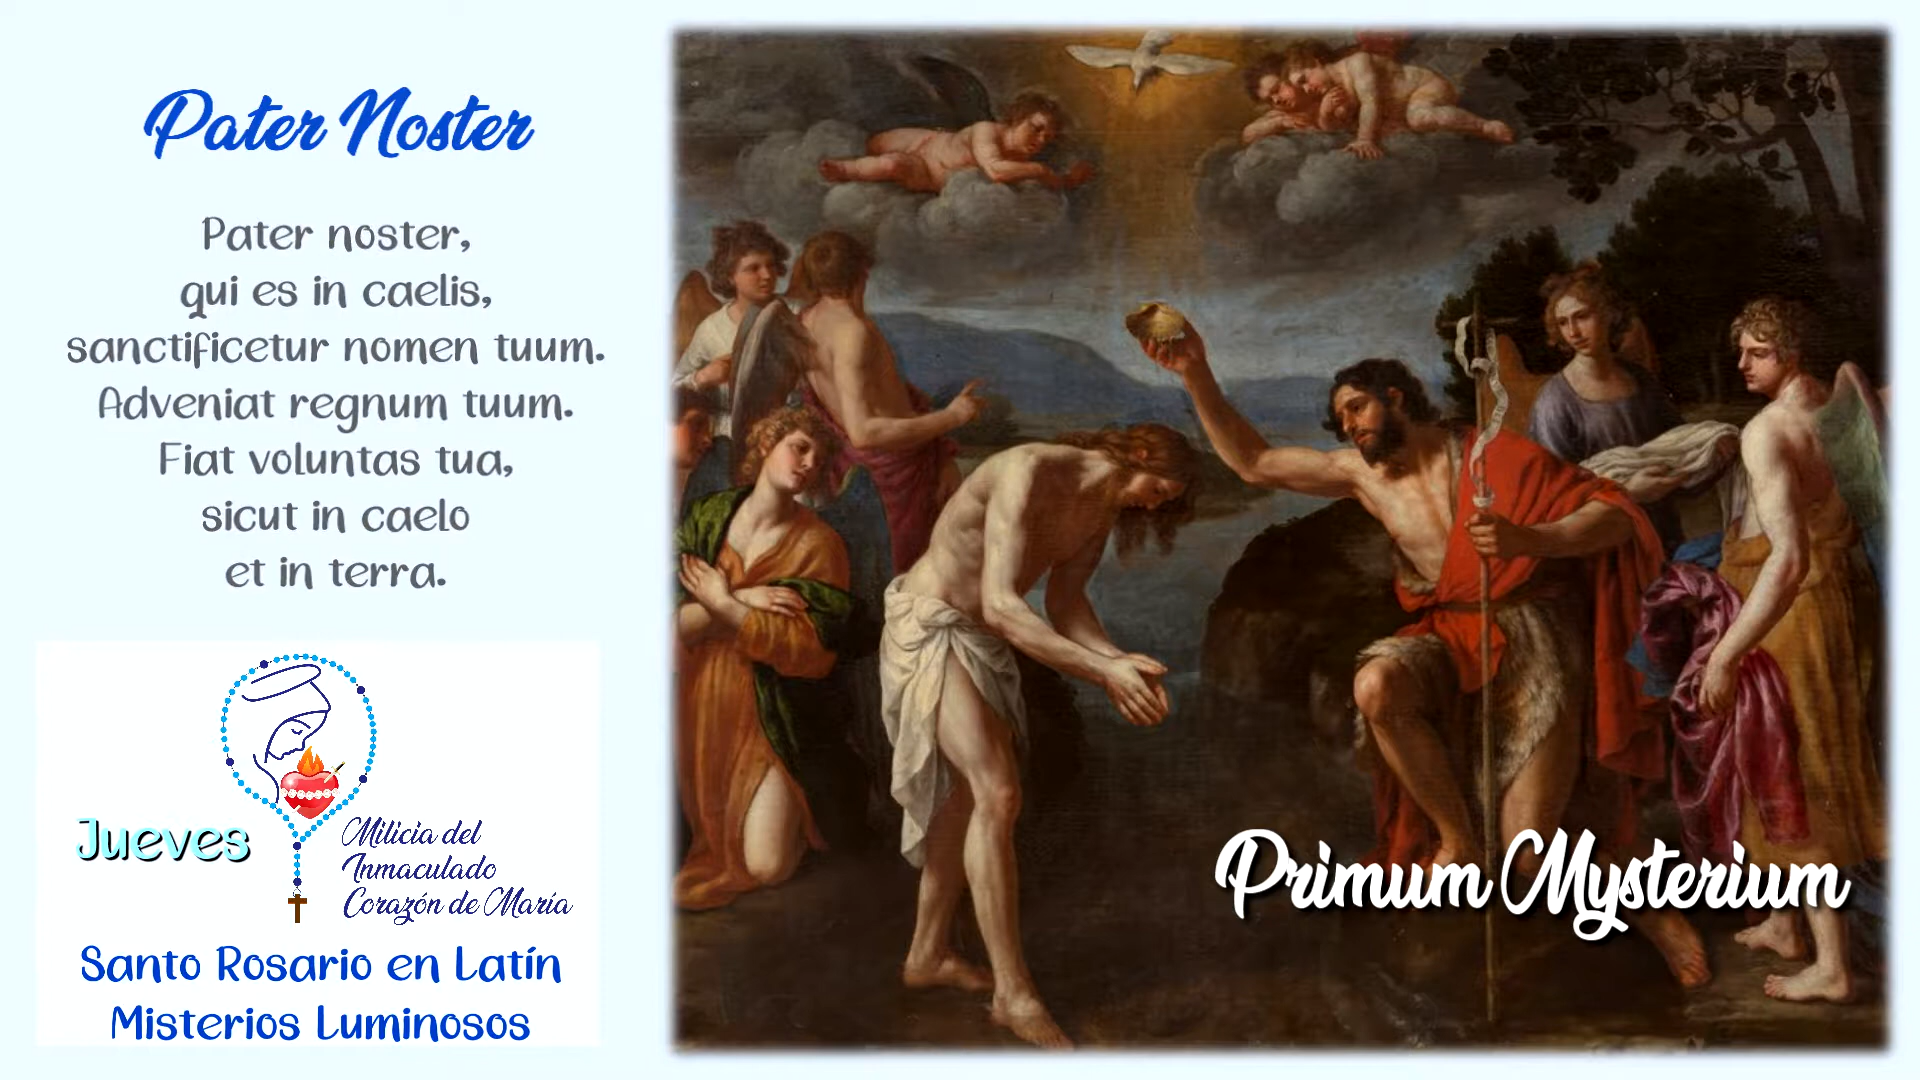 Pater Noster
Pater noster,
qui es in caelis,
sanctificetur nomen tuum.
Adveniat regnum tuum.
Fiat voluntas tua,
sicut in caelo
et in terra.
Jueves
Milicia del
Inmaculado
Corazón de María
Santo Rosario en Latín
Misterios Luminosos
Primum Mysterium